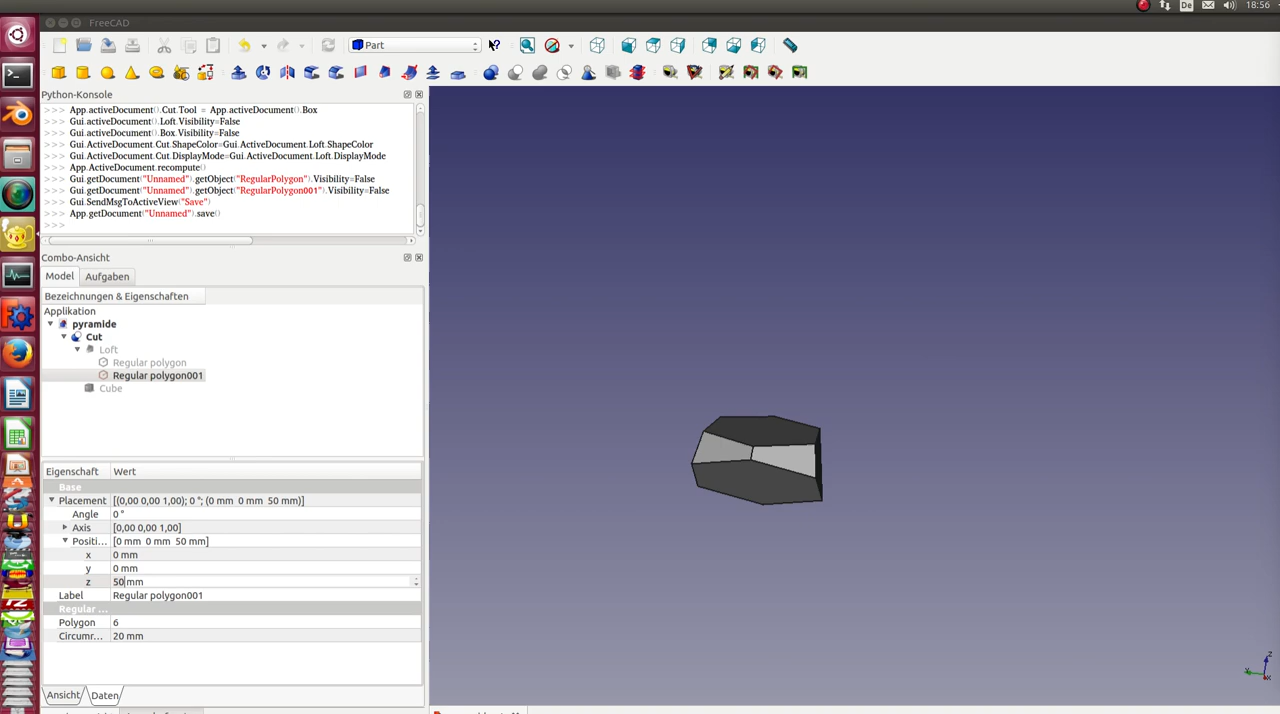 De 18:56
FreeCAD
Part
Python-Konsole
>>> App.activeDocument().Cut.Tool = App.activeDocument().Box
>>> Gui.activeDocument().Loft.Visibility=False
>>> Gui.activeDocument().Box.Visibility=False
>>> Gui.ActiveDocument.Cut.ShapeColor=Gui.ActiveDocument.Loft.ShapeColor
>>> Gui.ActiveDocument.Cut.DisplayMode=Gui.ActiveDocument.Loft.DisplayMode
>>> App.ActiveDocument.recompute()
>>> Gui.getDocument("Unnamed").getObject("RegularPolygon").Visibility=False
>>> Gui.getDocument("Unnamed").getObject("RegularPolygon001").Visibility=False
>>> Gui.SendMsgToActiveView("Save")
>>> App.getDocument("Unnamed").save()
>>>
Combo-Ansicht
Model Aufgaben
Bezeichnungen & Eigenschaften
Applikation
pyramide
Cut
Loft
Regular polygon
Regular polygon001
Cube
Eigenschaft Wert
Base
Placement [(0,00 0,00 1,00); 0 °; (0 mm 0 mm 50 mm)]
Angle 0 °
Axis [0,00 0,00 1,00]
Positi... [0 mm 0 mm 50 mm]
x 0 mm
y 0 mm
z 50 mm
Label Regular polygon001
Regular ...
Polygon 6
Circumr... 20 mm
Ansicht Daten